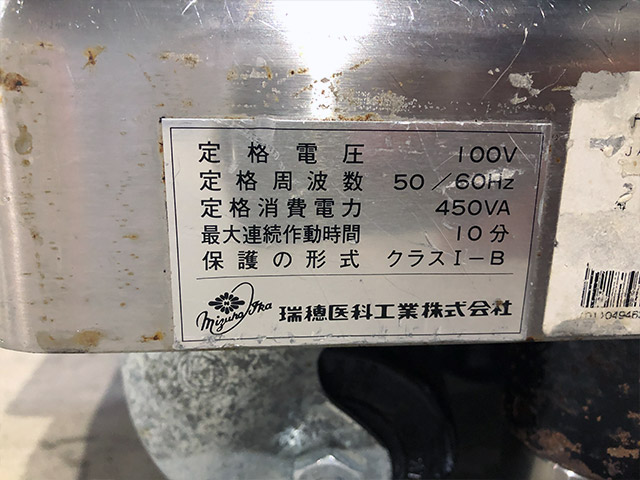 定格電圧 100V
定格周波数 50／60Hz
定格消費電力 450VA
最大連続作動時間 10分
保護の形式 クラスI－B
Mizuho Ika 瑞穂医科工業株式会社